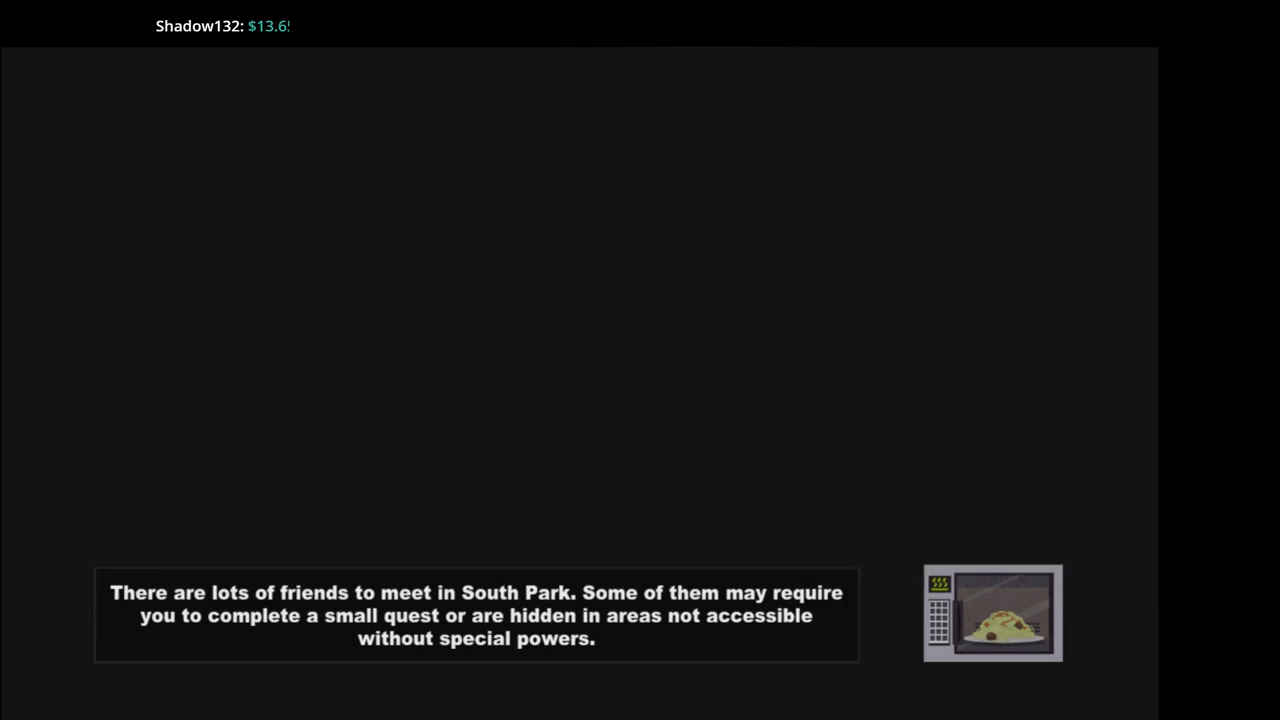 Shadow132: $13.6
There are lots of friends to meet in South Park. Some of them may require
you to complete a small quest or are hidden in areas not accessible
without special powers.